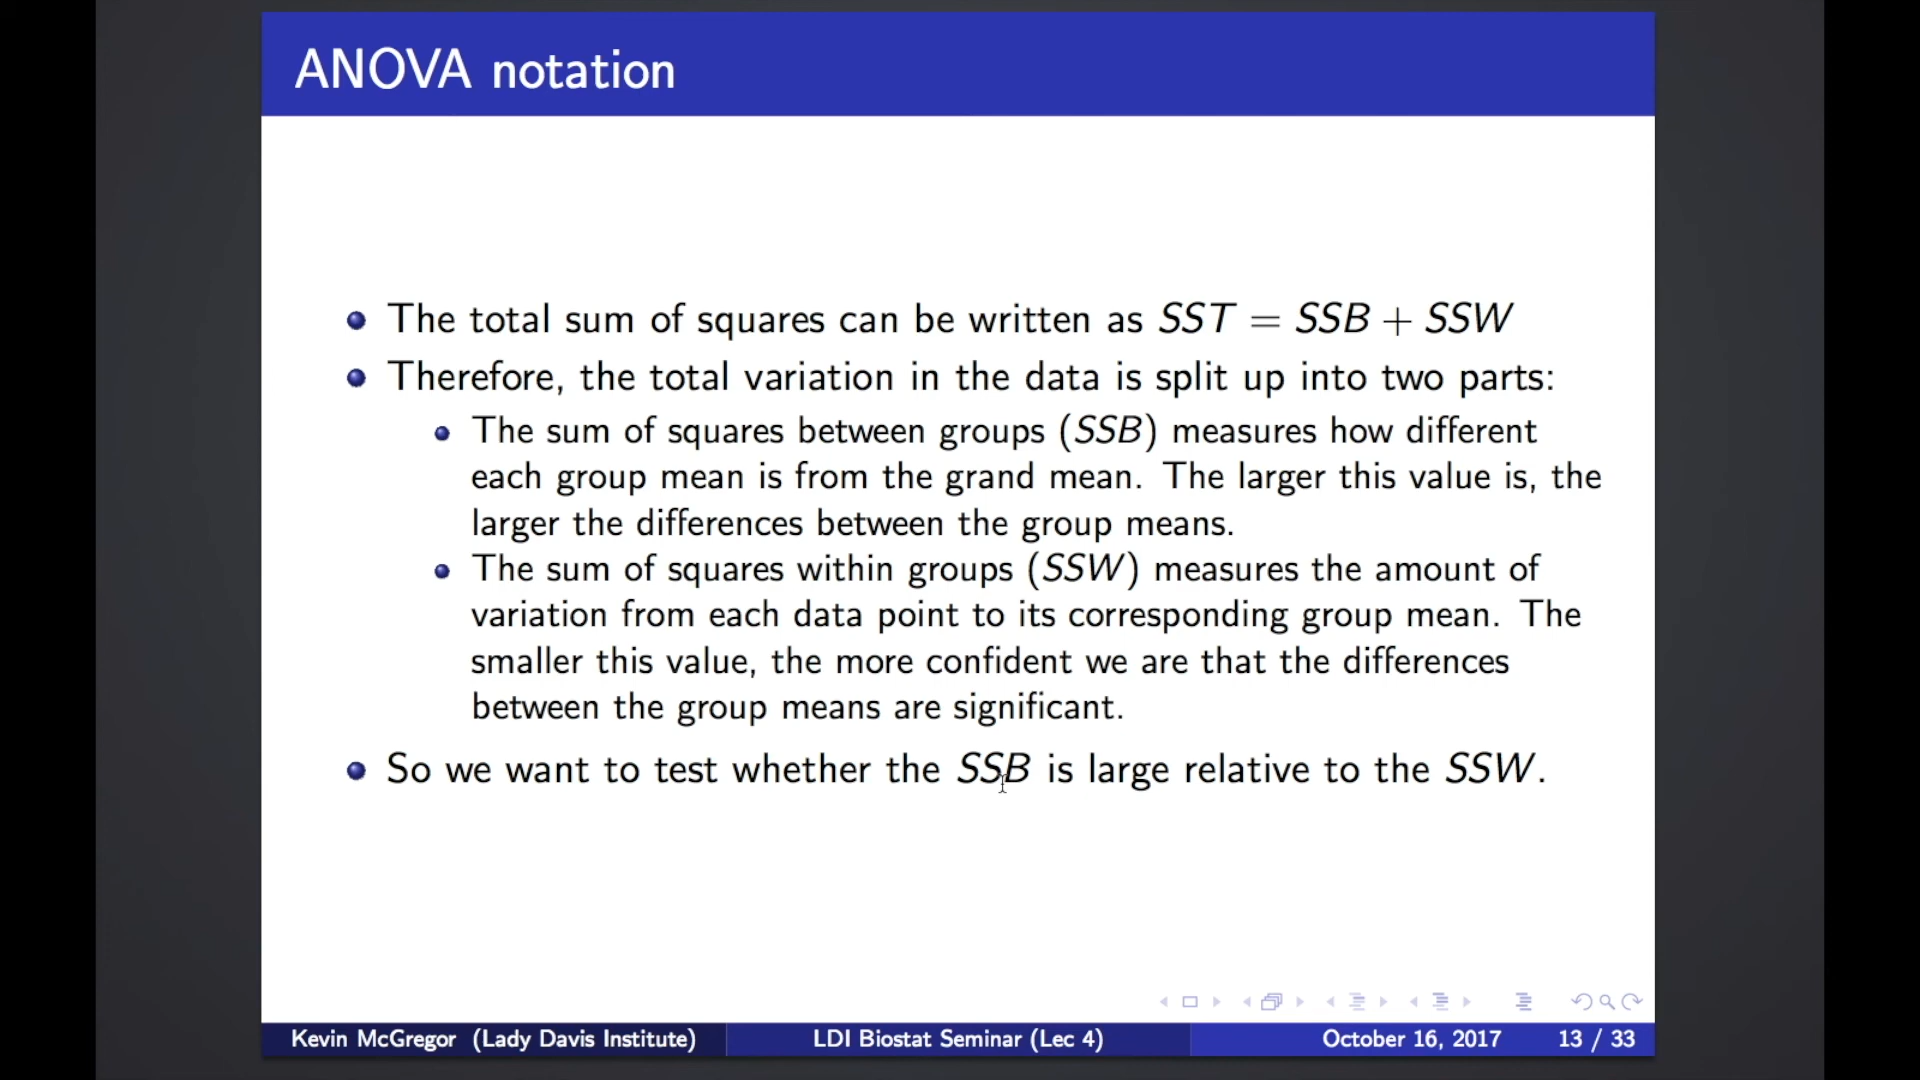 ANOVA notation
The total sum of squares can be written as SST = SSB + SSW
Therefore, the total variation in the data is split up into two parts:
The sum of squares between groups (SSB) measures how different
each group mean is from the grand mean. The larger this value is, the
larger the differences between the group means.
The sum of squares within groups (SSW) measures the amount of
variation from each data point to its corresponding group mean. The
smaller this value, the more confident we are that the differences
between the group means are significant.
So we want to test whether the SSB is large relative to the SSW.
Kevin McGregor (Lady Davis Institute) LDI Biostat Seminar (Lec 4) October 16, 2017 13 / 33